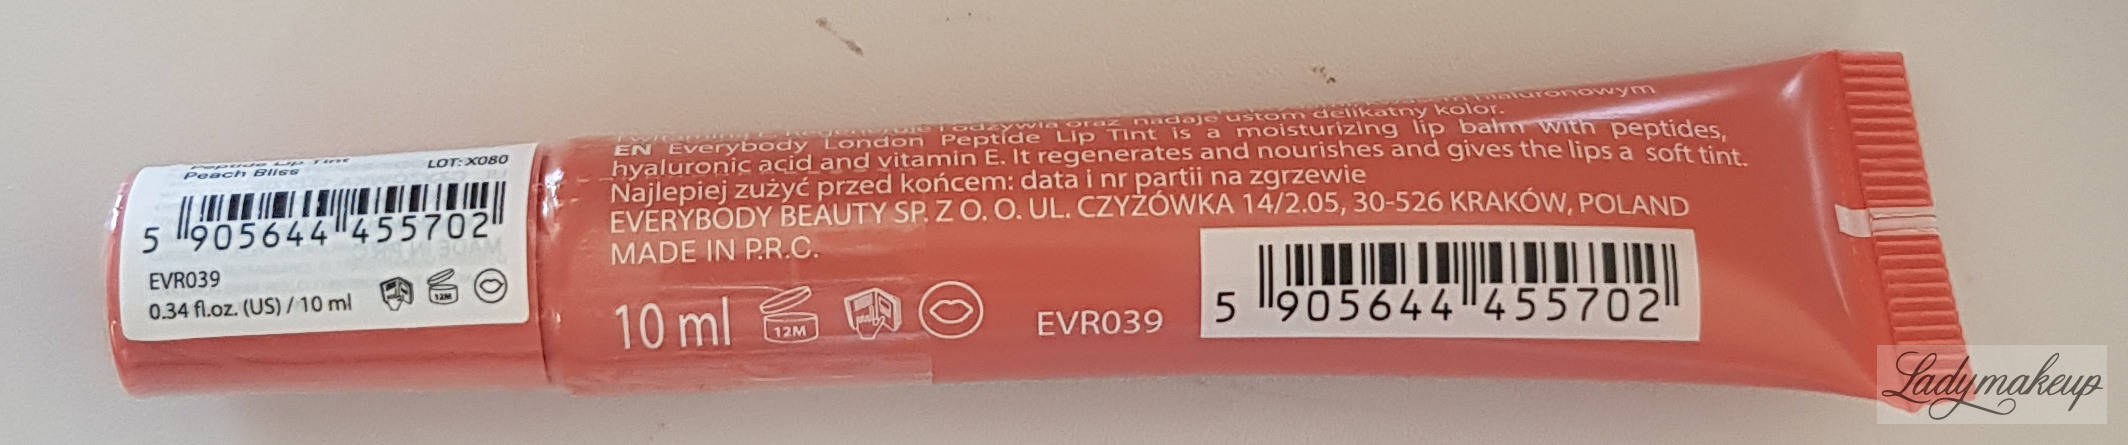 Peptide Lip Tint
LOT: X080
Peach Bliss
5 905644 455702
EVR039
0.34 fl.oz. (US) / 10 ml
12M
hialuronowym
i odżywia oraz nadaje ustom delikatny kolor.
EN Everybody London Peptide Lip Tint is a moisturizing lip balm with peptides,
hyaluronic acid and vitamin E. It regenerates and nourishes and gives the lips a soft tint.
Najlepiej zużyć przed końcem: data i nr partii na zgrzewie
EVERYBODY BEAUTY SP. Z O. O. UL. CZYŻÓWKA 14/2.05, 30-526 KRAKÓW, POLAND
MADE IN P.R.C.
10 ml
12M
EVR039
5 905644 455702
Ladymakeup